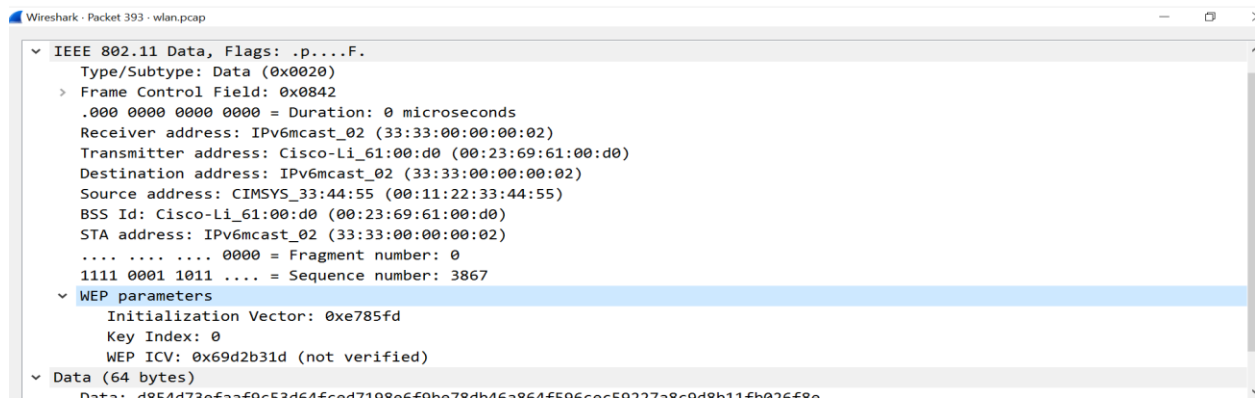 Wireshark · Packet 393 · wlan.pcap
IEEE 802.11 Data, Flags: .p....F.
Type/Subtype: Data (0x0020)
Frame Control Field: 0x0842
.000 0000 0000 0000 = Duration: 0 microseconds
Receiver address: IPv6mcast_02 (33:33:00:00:00:02)
Transmitter address: Cisco-Li_61:00:d0 (00:23:69:61:00:d0)
Destination address: IPv6mcast_02 (33:33:00:00:00:02)
Source address: CIMSYS_33:44:55 (00:11:22:33:44:55)
BSS Id: Cisco-Li_61:00:d0 (00:23:69:61:00:d0)
STA address: IPv6mcast_02 (33:33:00:00:00:02)
.... .... .... 0000 = Fragment number: 0
1111 0001 1011 .... = Sequence number: 3867
WEP parameters
Initialization Vector: 0xe785fd
Key Index: 0
WEP ICV: 0x69d2b31d (not verified)
Data (64 bytes)
Data: